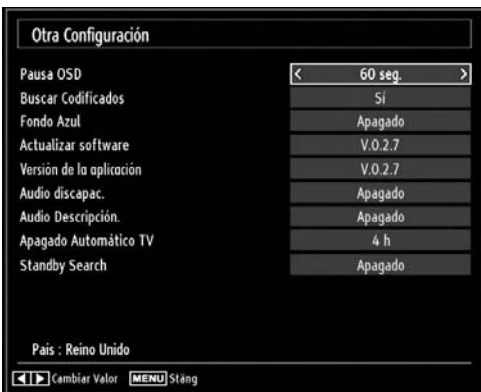 Otra Configuración
Pausa OSD < 60 seg. >
Buscar Codificados Sí
Fondo Azul Apagado
Actualizar software V.0.2.7
Versión de la aplicación V.0.2.7
Audio discapac. Apagado
Audio Descripción. Apagado
Apagado Automático TV 4 h
Standby Search Apagado
País : Reino Unido
Cambiar Valor MENU Stäng